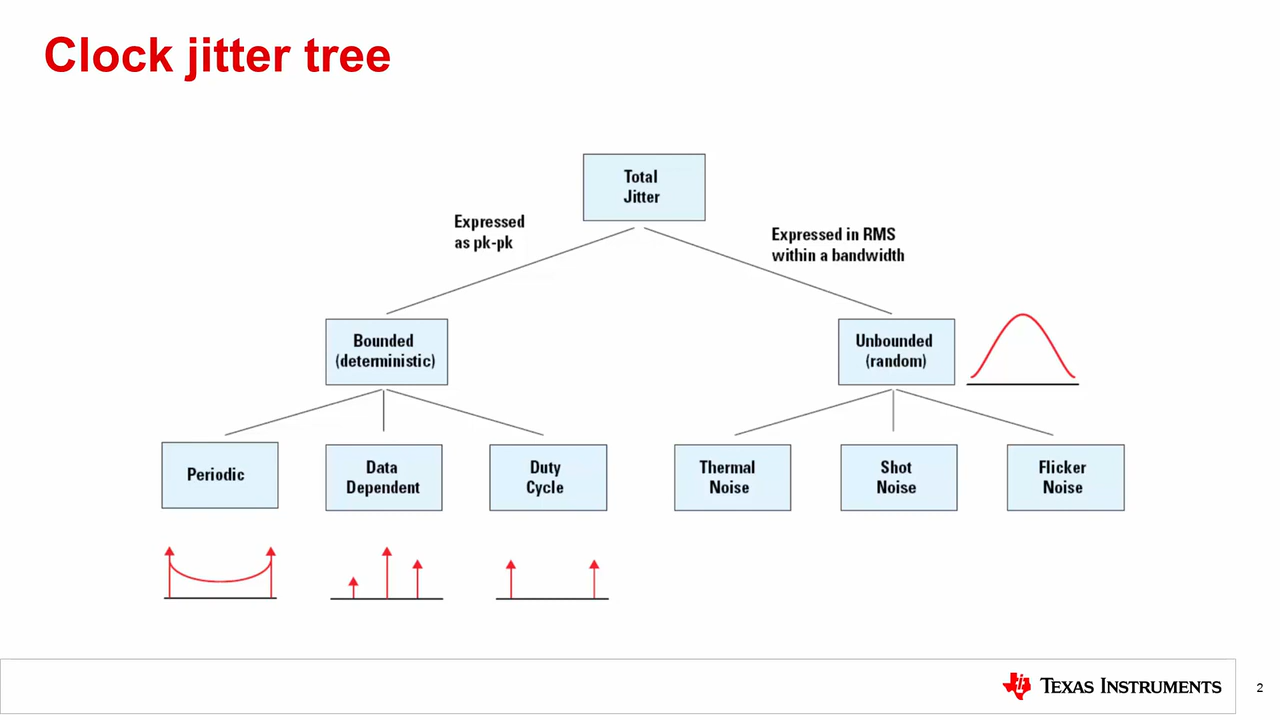 Clock jitter tree
Total
Jitter
Expressed
as pk-pk
Expressed in RMS
within a bandwidth
Bounded
(deterministic)
Unbounded
(random)
Periodic
Data
Dependent
Duty
Cycle
Thermal
Noise
Shot
Noise
Flicker
Noise
TEXAS INSTRUMENTS
2